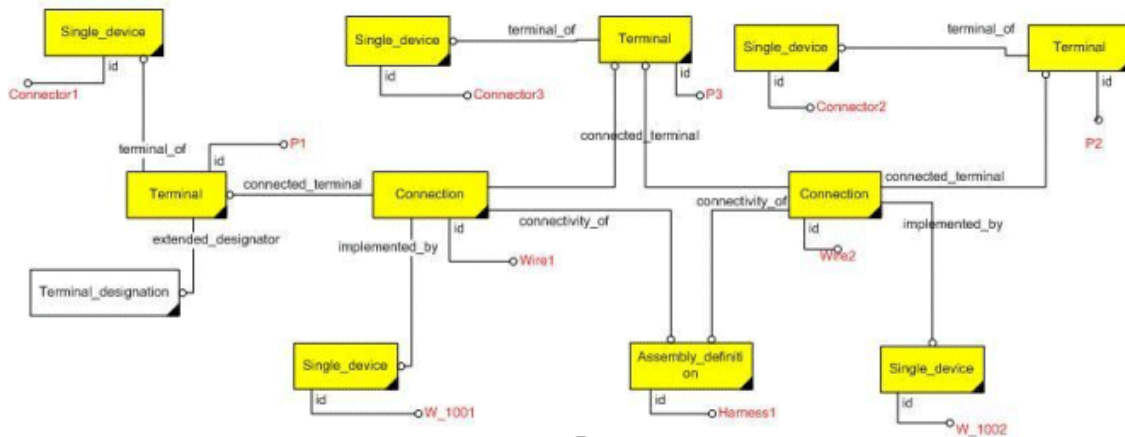 Single_device
id
Connector1
terminal_of
Single_device
terminal_of
Terminal
id
Connector3
id
P3
Single_device
terminal_of
Terminal
id
Connector2
id
P2
connected_terminal
id
P1
Terminal
connected_terminal
Connection
connectivity_of
id
Wire1
implemented_by
extended_designator
Terminal_designation
connectivity_of
Connection
connected_terminal
implemented_by
id
Wire2
Single_device
id
W_1001
Assembly_definiti
on
id
Harness1
Single_device
id
W_1002